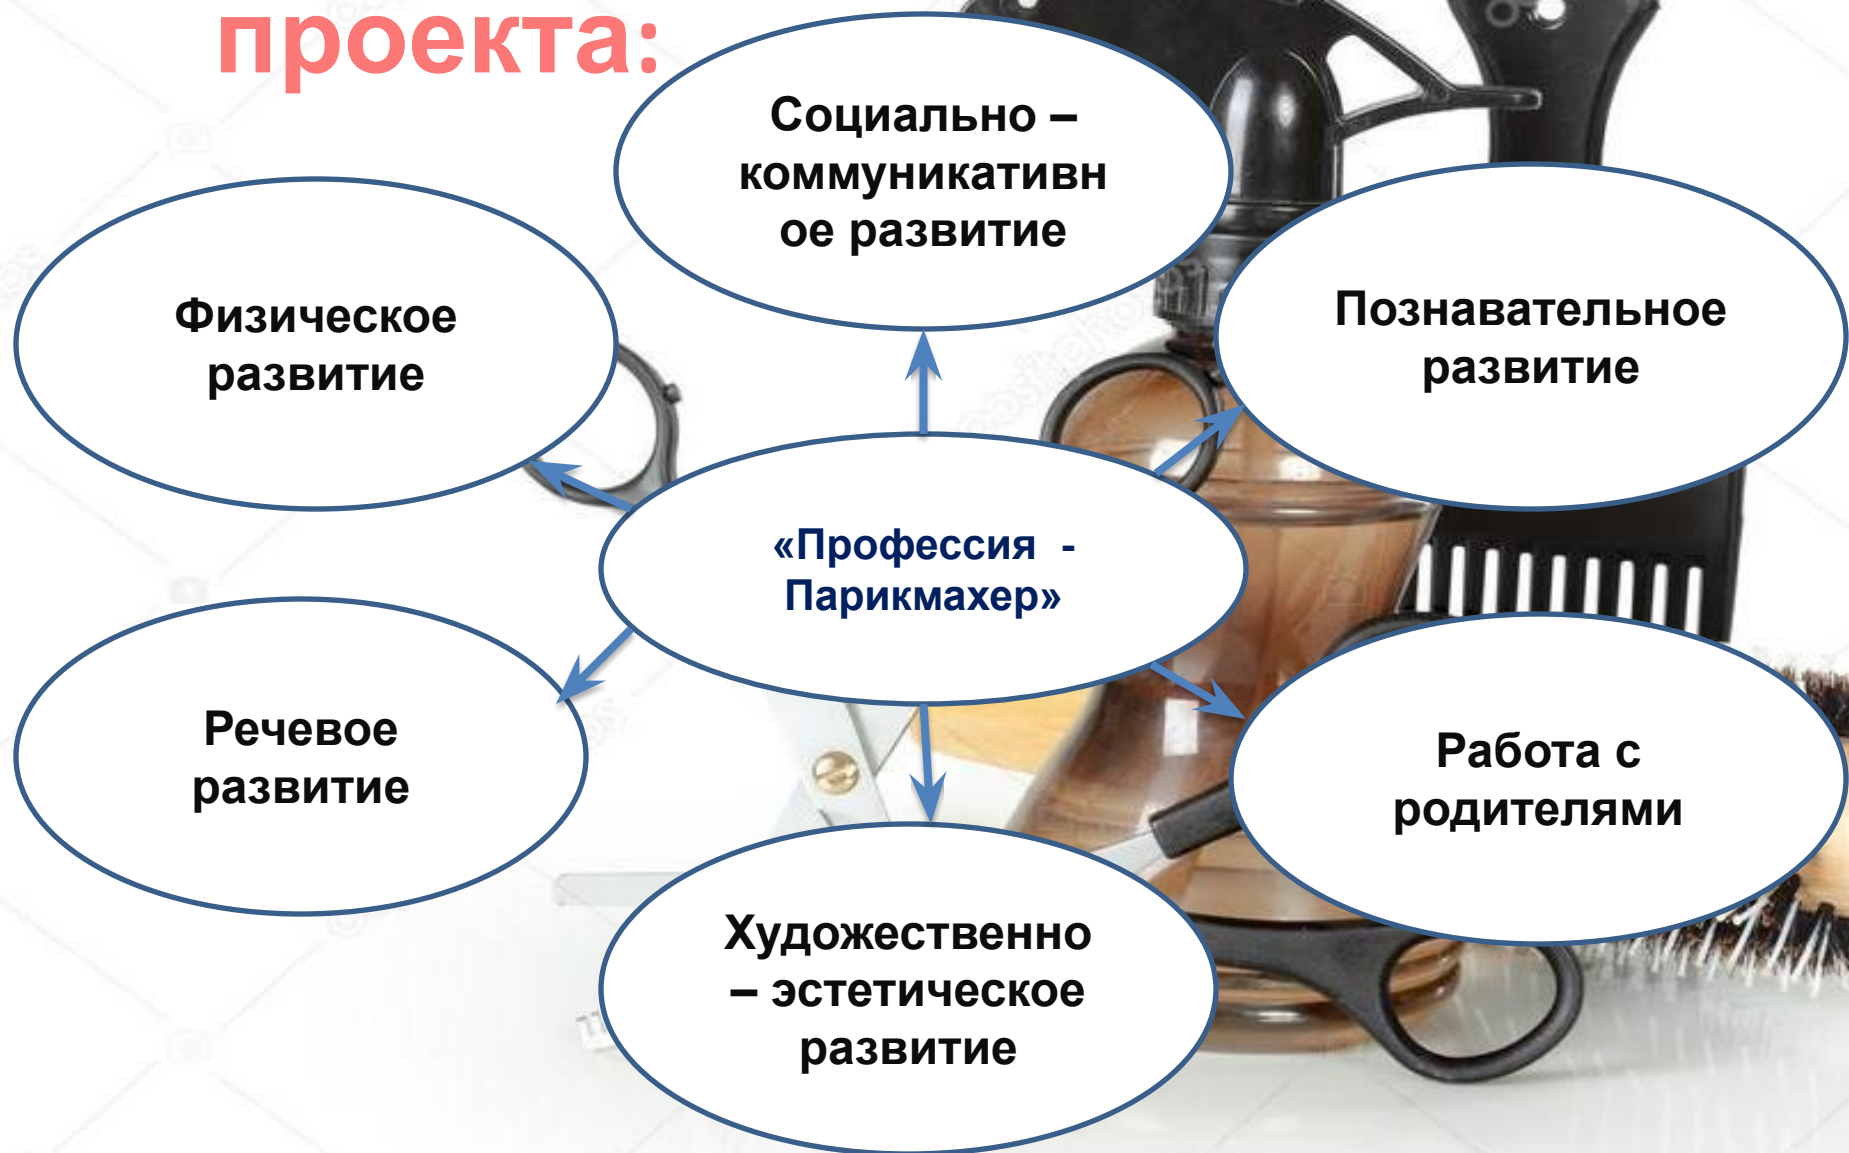 проекта:
Социально –
коммуникативн
ое развитие
Физическое
развитие
Познавательное
развитие
«Профессия -
Парикмахер»
Речевое
развитие
Работа с
родителями
Художественно
– эстетическое
развитие